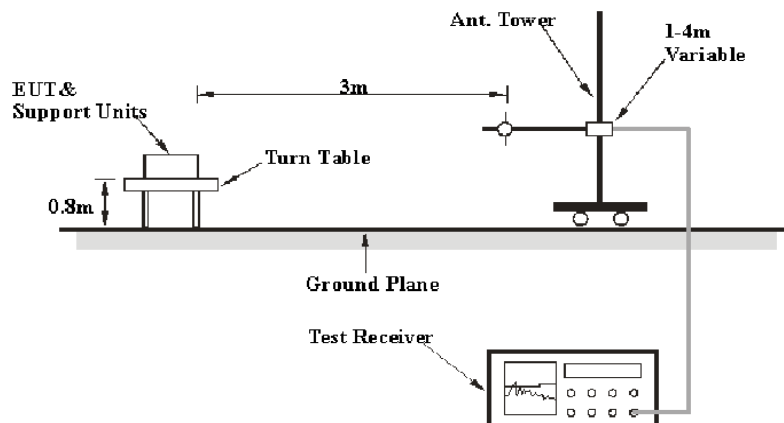 Ant. Tower
1-4m
Variable
3m
EUT &
Support Units
Turn Table
0.8m
Ground Plane
Test Receiver